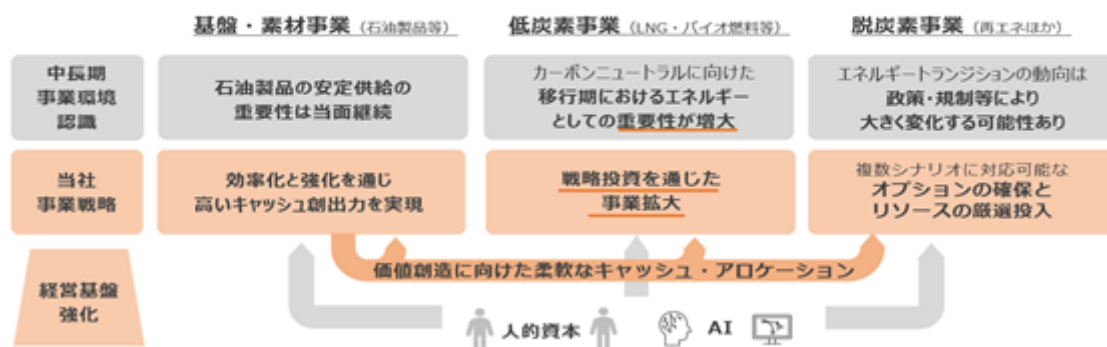 基盤・素材事業（石油製品等）
低炭素事業（LNG・バイオ燃料等）
脱炭素事業（再エネほか）
中長期
事業環境
認識
石油製品の安定供給の
重要性は当面継続
カーボンニュートラルに向けた
移行期におけるエネルギー
としての重要性が増大
エネルギートランジションの動向は
政策・規制等により
大きく変化する可能性あり
当社
事業戦略
効率化と強化を通じ
高いキャッシュ創出力を実現
戦略投資を通じた
事業拡大
複数シナリオに対応可能な
オプションの確保と
リソースの厳選投入
価値創造に向けた柔軟なキャッシュ・アロケーション
経営基盤
強化
人的資本
AI